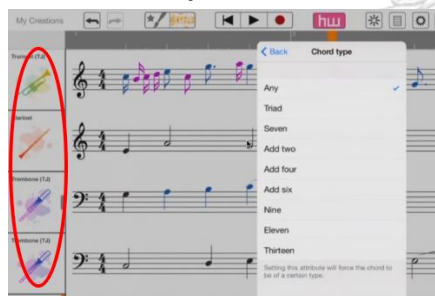 My Creations
hw
Back Chord type
Trumpet (TJ)
Any
Triad
Clarinet
Seven
Add two
Add four
Trombone (TJ)
Add six
Nine
Eleven
Trombone (TJ)
Thirteen
Setting this attribute will force the chord to
be of a certain type.